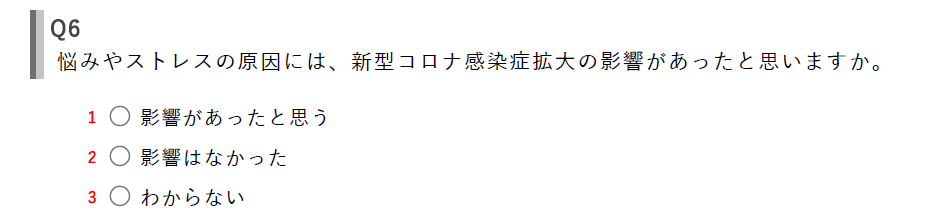 Q6
悩みやストレスの原因には、新型コロナ感染症拡大の影響があったと思いますか。
1 影響があったと思う
2 影響はなかった
3 わからない